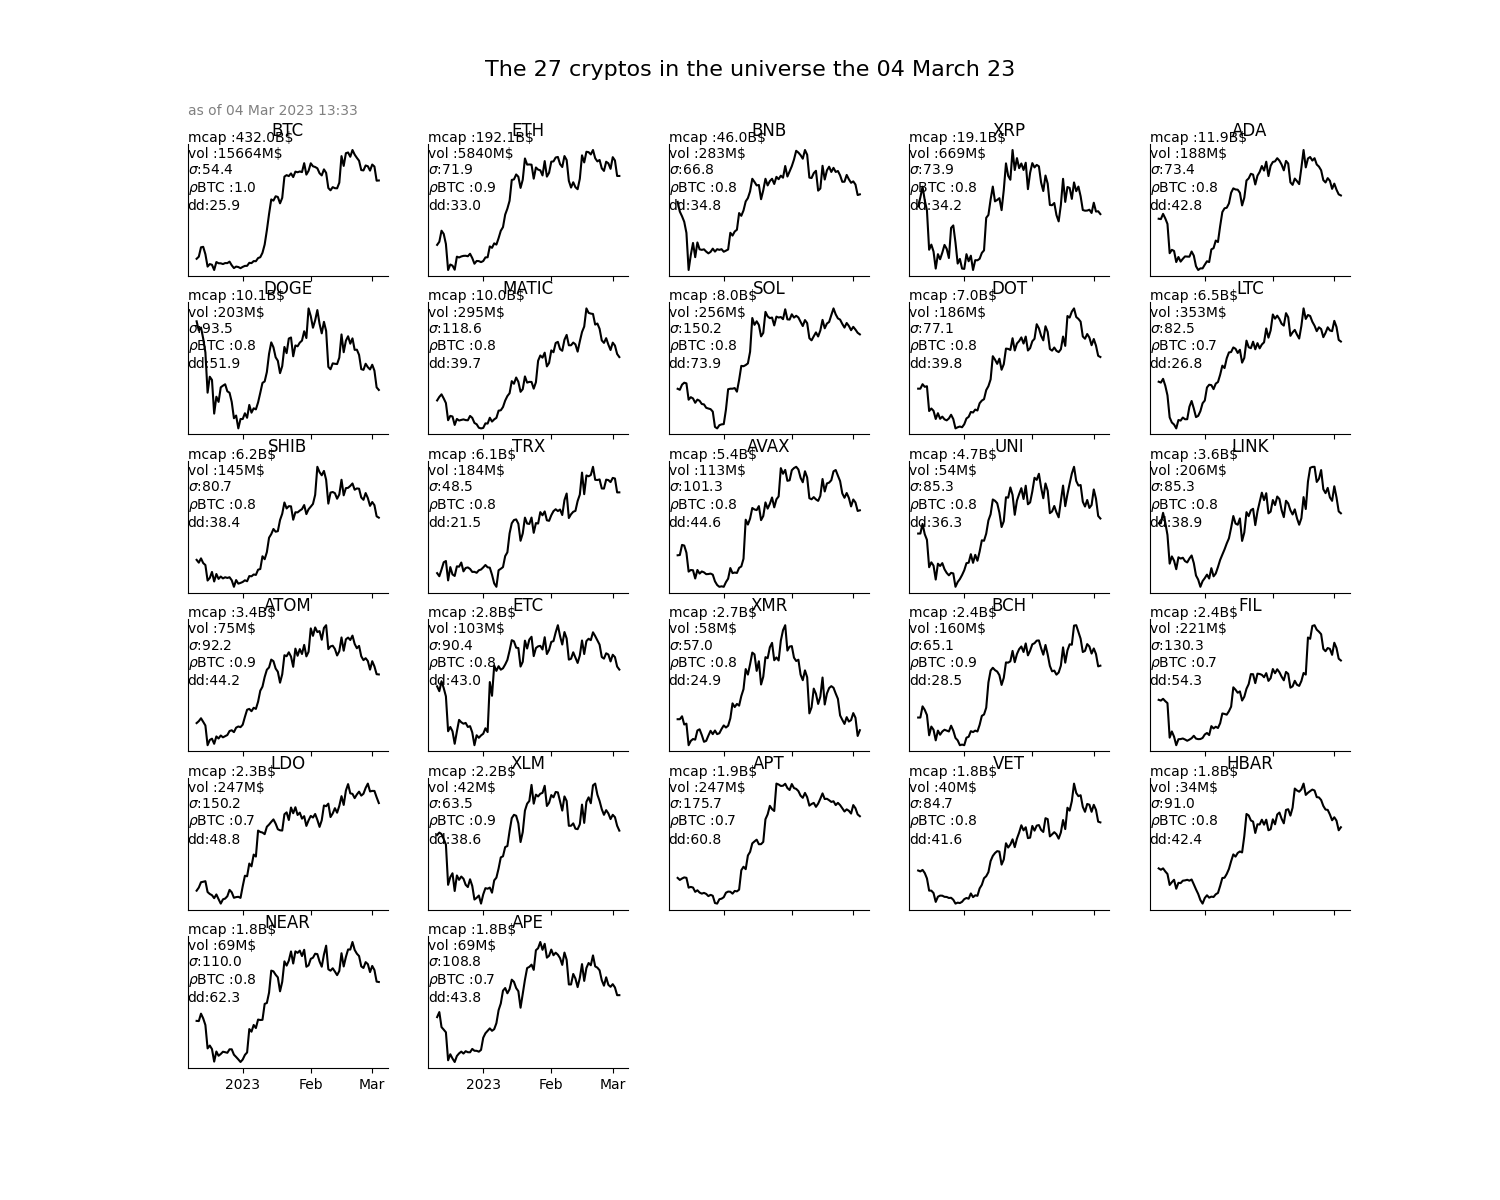 The 27 cryptos in the universe the 04 March 23
as of 04 Mar 2023 13:33
BTC
mcap :432.0B$
vol :15664M$
σ:54.4
ρBTC :1.0
dd:25.9
ETH
mcap :192.1B$
vol :5840M$
σ:71.9
ρBTC :0.9
dd:33.0
BNB
mcap :46.0B$
vol :283M$
σ:66.8
ρBTC :0.8
dd:34.8
XRP
mcap :19.1B$
vol :669M$
σ:73.9
ρBTC :0.8
dd:34.2
ADA
mcap :11.9B$
vol :188M$
σ:73.4
ρBTC :0.8
dd:42.8
DOGE
mcap :10.1B$
vol :203M$
σ:93.5
ρBTC :0.8
dd:51.9
MATIC
mcap :10.0B$
vol :295M$
σ:118.6
ρBTC :0.8
dd:39.7
SOL
mcap :8.0B$
vol :256M$
σ:150.2
ρBTC :0.8
dd:73.9
DOT
mcap :7.0B$
vol :186M$
σ:77.1
ρBTC :0.8
dd:39.8
LTC
mcap :6.5B$
vol :353M$
σ:82.5
ρBTC :0.7
dd:26.8
SHIB
mcap :6.2B$
vol :145M$
σ:80.7
ρBTC :0.8
dd:38.4
TRX
mcap :6.1B$
vol :184M$
σ:48.5
ρBTC :0.8
dd:21.5
AVAX
mcap :5.4B$
vol :113M$
σ:101.3
ρBTC :0.8
dd:44.6
UNI
mcap :4.7B$
vol :54M$
σ:85.3
ρBTC :0.8
dd:36.3
LINK
mcap :3.6B$
vol :206M$
σ:85.3
ρBTC :0.8
dd:38.9
ATOM
mcap :3.4B$
vol :75M$
σ:92.2
ρBTC :0.9
dd:44.2
ETC
mcap :2.8B$
vol :103M$
σ:90.4
ρBTC :0.8
dd:43.0
XMR
mcap :2.7B$
vol :58M$
σ:57.0
ρBTC :0.8
dd:24.9
BCH
mcap :2.4B$
vol :160M$
σ:65.1
ρBTC :0.9
dd:28.5
FIL
mcap :2.4B$
vol :221M$
σ:130.3
ρBTC :0.7
dd:54.3
LDO
mcap :2.3B$
vol :247M$
σ:150.2
ρBTC :0.7
dd:48.8
XLM
mcap :2.2B$
vol :42M$
σ:63.5
ρBTC :0.9
dd:38.6
APT
mcap :1.9B$
vol :247M$
σ:175.7
ρBTC :0.7
dd:60.8
VET
mcap :1.8B$
vol :40M$
σ:84.7
ρBTC :0.8
dd:41.6
HBAR
mcap :1.8B$
vol :34M$
σ:91.0
ρBTC :0.8
dd:42.4
NEAR
mcap :1.8B$
vol :69M$
σ:110.0
ρBTC :0.8
dd:62.3
2023 Feb Mar
APE
mcap :1.8B$
vol :69M$
σ:108.8
ρBTC :0.7
dd:43.8
2023 Feb Mar